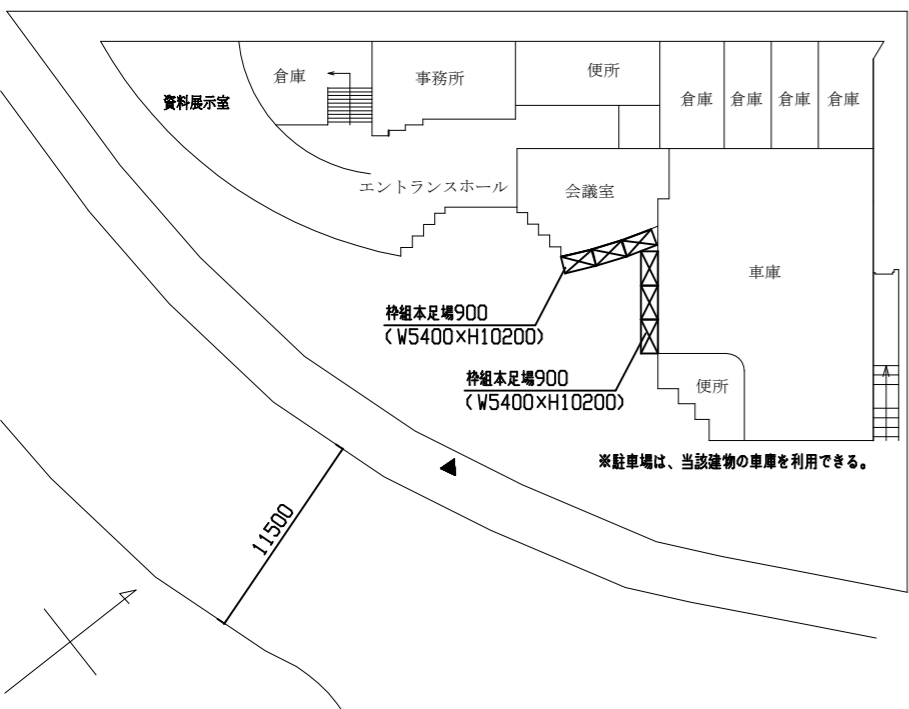 倉庫
事務所
便所
資料展示室
倉庫
倉庫
倉庫
倉庫
エントランスホール
会議室
車庫
枠組本足場900
(W5400×H10200)
枠組本足場900
(W5400×H10200)
便所
※駐車場は、当該建物の車庫を利用できる。
11500